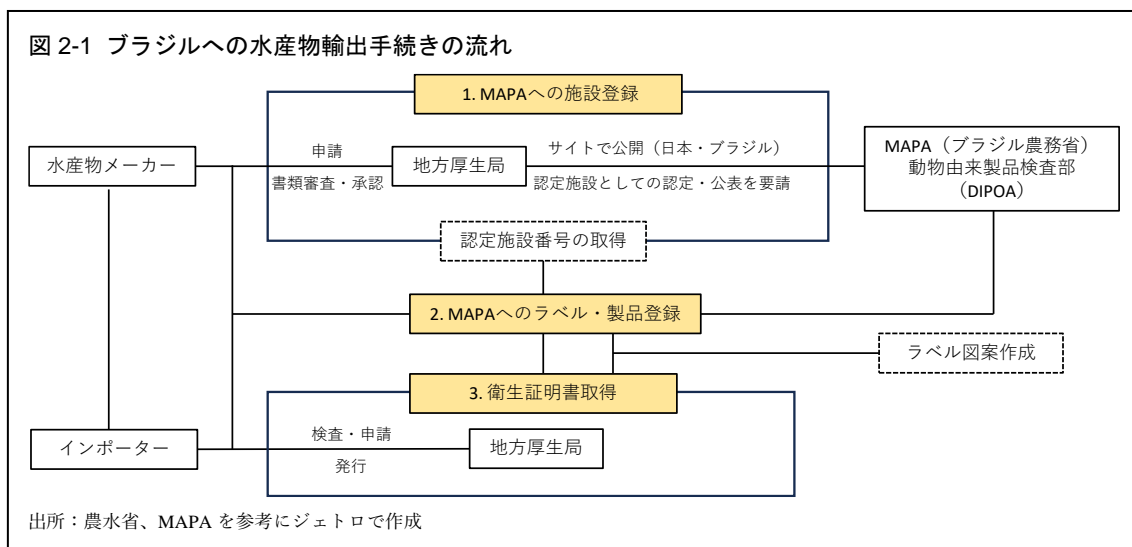 図 2-1 ブラジルへの水産物輸出手続きの流れ
1. MAPAへの施設登録
水産物メーカー
申請
書類審査・承認
地方厚生局
サイトで公開（日本・ブラジル）
認定施設としての認定・公表を要請
MAPA（ブラジル農務省）
動物由来製品検査部
（DIPOA）
認定施設番号の取得
2. MAPAへのラベル・製品登録
ラベル図案作成
3. 衛生証明書取得
インポーター
検査・申請
発行
地方厚生局
出所：農水省、MAPA を参考にジェトロで作成